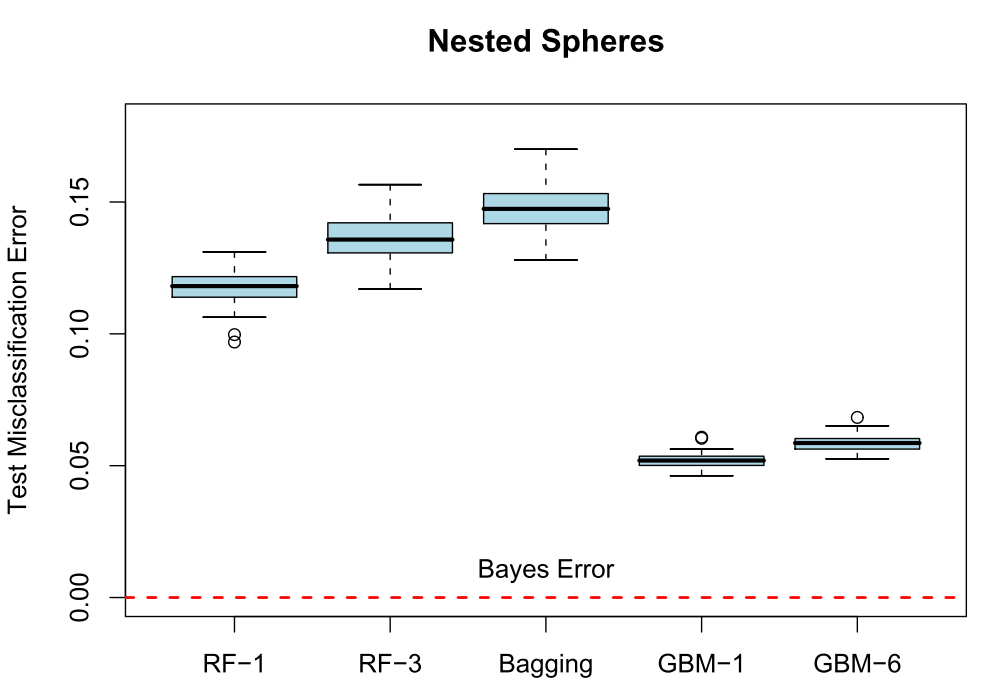 Nested Spheres
Test Misclassification Error
0.15
0.10
0.05
0.00
Bayes Error
RF−1 RF−3 Bagging GBM−1 GBM−6